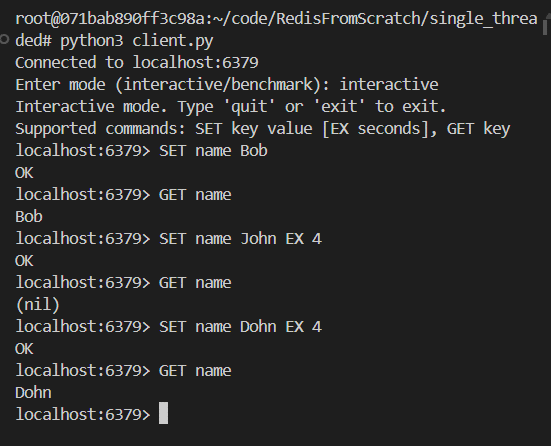 root@071bab890ff3c98a:~/code/RedisFromScratch/single_threa
ded# python3 client.py
Connected to localhost:6379
Enter mode (interactive/benchmark): interactive
Interactive mode. Type 'quit' or 'exit' to exit.
Supported commands: SET key value [EX seconds], GET key
localhost:6379> SET name Bob
OK
localhost:6379> GET name
Bob
localhost:6379> SET name John EX 4
OK
localhost:6379> GET name
(nil)
localhost:6379> SET name Dohn EX 4
OK
localhost:6379> GET name
Dohn
localhost:6379>